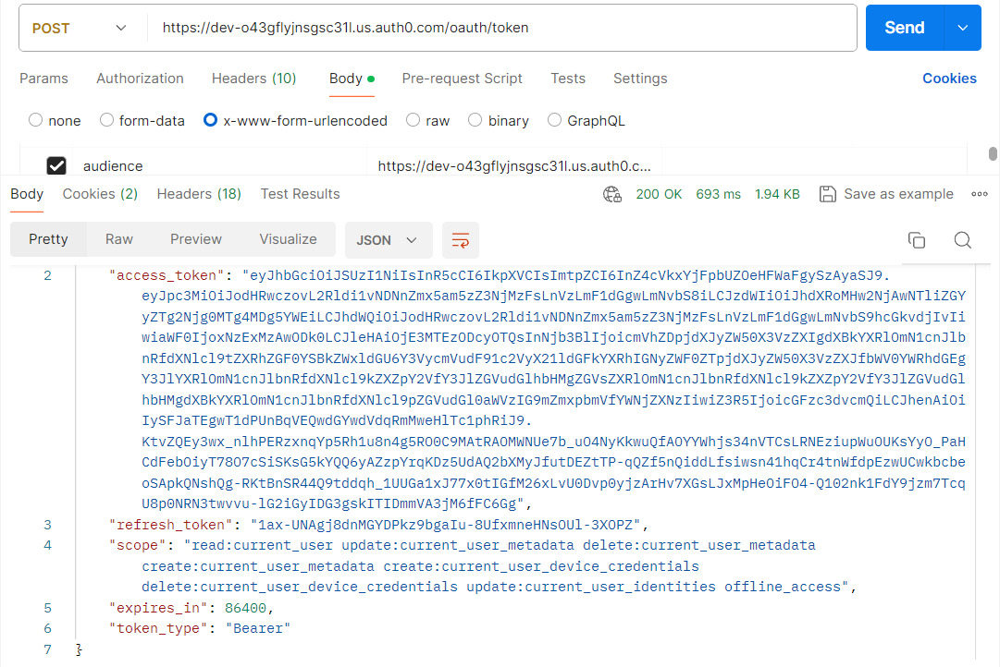 POST https://dev-o43gflyjnsgsc31l.us.auth0.com/oauth/token Send
Params Authorization Headers (10) Body Pre-request Script Tests Settings Cookies
none form-data x-www-form-urlencoded raw binary GraphQL
audience https://dev-o43gflyjnsgsc31l.us.auth0.c...
Body Cookies (2) Headers (18) Test Results 200 OK 693 ms 1.94 KB Save as example
Pretty Raw Preview Visualize JSON
2 "access_token": "eyJhbGciOiJSUzI1NiIsInR5cCI6IkpXVCIsImtpZCI6InZ4cVkxYjFpbUZOeHFWaFgySzAyaSJ9.
eyJpc3MiOiJodHRwczovL2Rldi1vNDNnZmx5am5zZ3NjMzFsLnVzLmF1dGgwLmNvbS8iLCJzdWIiOiJhdXRoMHw2NjAwNTliZGY
yZTg2Njg0MTg4MDg5YWEiLCJhdWQiOiJodHRwczovL2Rldi1vNDNnZmx5am5zZ3NjMzFsLnVzLmF1dGgwLmNvbS9hcGkvdjIvIi
wiaWF0IjoxNzExMzAwODk0LCJleHAiOjE3MTEzODcyOTQsInNjb3BlIjoicmVhZDpjdXJyZW50X3VzZXIgdXBkYXRlOmN1cnJlb
nRfdXNlcl9tZXRhZGF0YSBkZWxldGU6Y3VycmVudF91c2VyX21ldGFkYXRhIGNyZWF0ZTpjdXJyZW50X3VzZXJfbWV0YWRhdGEg
Y3JlYXRlOmN1cnJlbnRfdXNlcl9kZXZpY2VfY3JlZGVudGlhbHMgZGVsZXRlOmN1cnJlbnRfdXNlcl9kZXZpY2VfY3JlZGVudGl
hbHMgdXBkYXRlOmN1cnJlbnRfdXNlcl9pZGVudGl0aWVzIG9mZmxpbmVfYWNjZXNzIiwiZ3R5IjoicGFzc3dvcmQiLCJhenAiOi
IySFJaTEgwT1dPUnBqVEQwdGYwdVdqRmMweHlTc1phRiJ9.
KtvZQEy3wx_nlhPERzxnqYp5Rh1u8n4g5RO0C9MAtRAOMWNUe7b_uO4NyKkwuQfAOYYWhjs34nVTCsLRNEziupWuOUKsYyO_PaH
CdFebOiyT78O7cSiSKsG5kYQQ6yAZzpYrqKDz5UdAQ2bXMyJfutDEZtTP-qQZf5nQiddLfsiwsn41hqCr4tnWfdpEzwUCwkbcbe
oSApkQNshQg-RKtBnSR44Q9tddqh_1UUGa1xJ77x0tIGfM26xLvU0Dvp0yjzArHv7XGsLJxMpHeOiFO4-Q102nk1FdY9jzm7Tcq
U8p0NRN3twvvu-lG2iGyIDG3gskITIDmmVA3jM6fFC6Gg",
3 "refresh_token": "1ax-UNAgj8dnMGYDPkz9bgaIu-8UfxmneHNsOUl-3XOPZ",
4 "scope": "read:current_user update:current_user_metadata delete:current_user_metadata
create:current_user_metadata create:current_user_device_credentials
delete:current_user_device_credentials update:current_user_identities offline_access",
5 "expires_in": 86400,
6 "token_type": "Bearer"
7 }